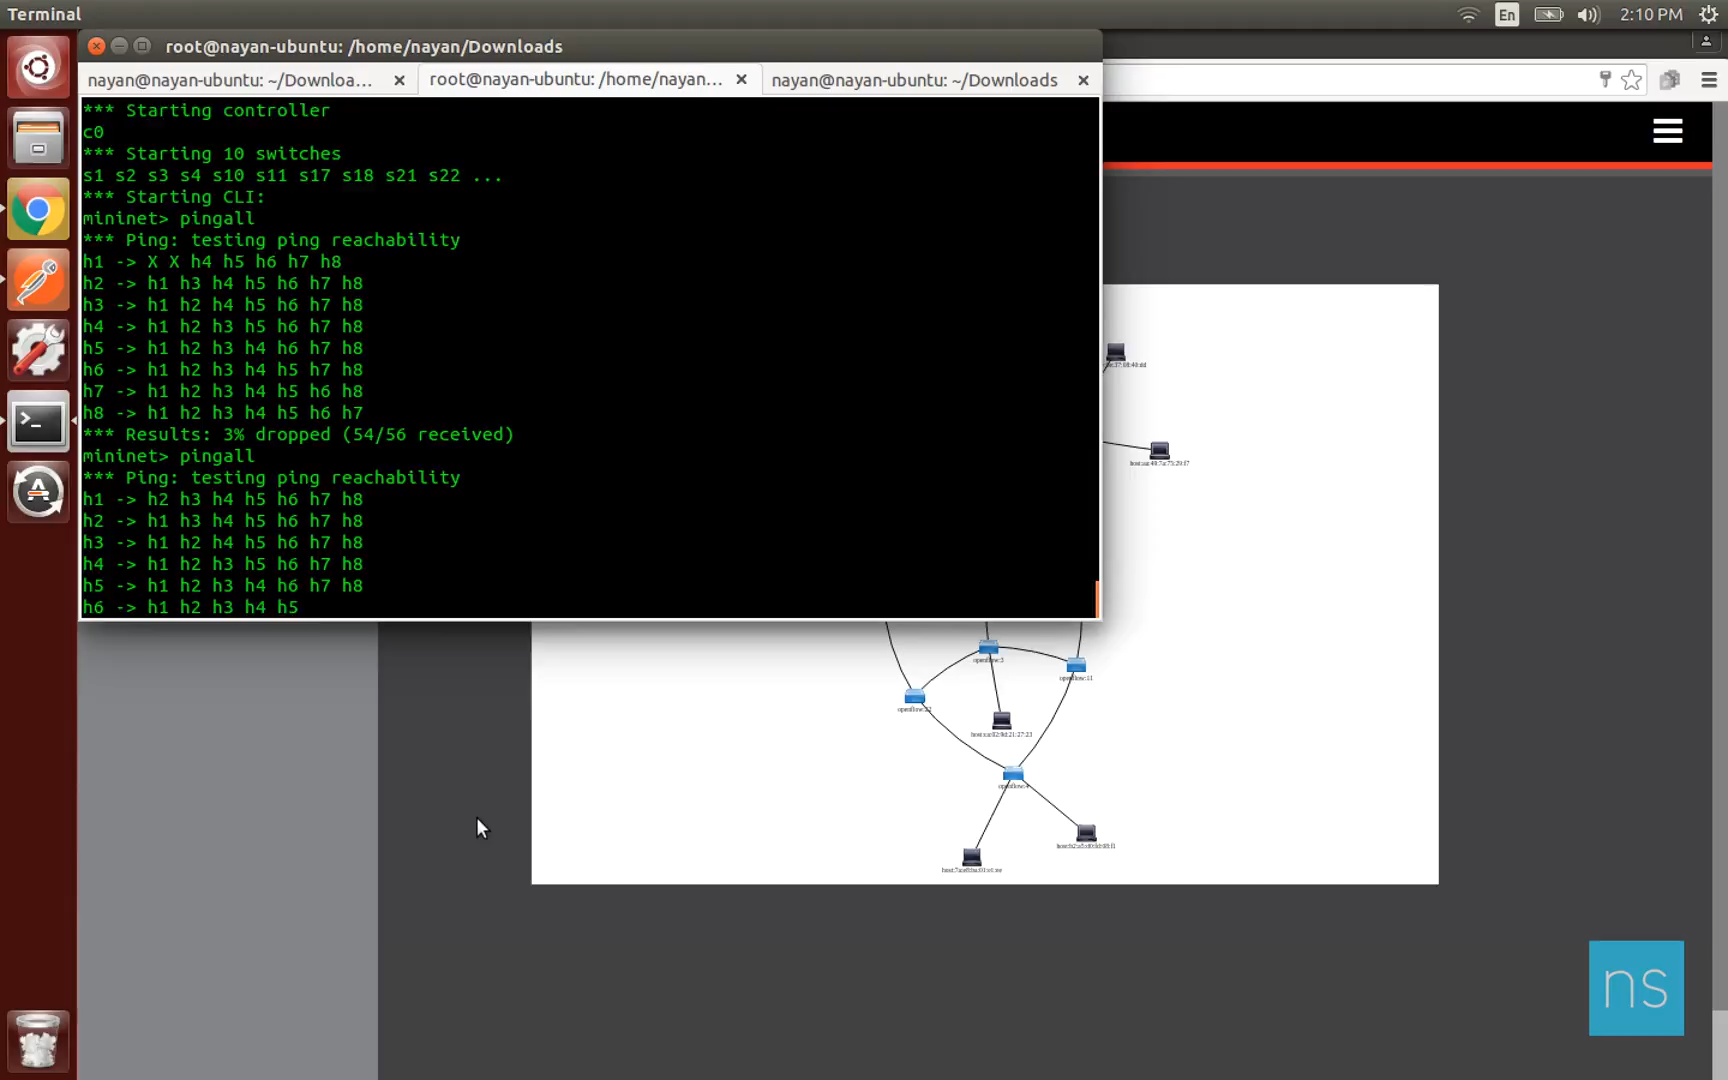 Terminal
En
2:10 PM
root@nayan-ubuntu: /home/nayan/Downloads
nayan@nayan-ubuntu: ~/Downloa...
root@nayan-ubuntu: /home/nayan...
nayan@nayan-ubuntu: ~/Downloads
*** Starting controller
c0
*** Starting 10 switches
s1 s2 s3 s4 s10 s11 s17 s18 s21 s22 ...
*** Starting CLI:
mininet> pingall
*** Ping: testing ping reachability
h1 -> X X h4 h5 h6 h7 h8
h2 -> h1 h3 h4 h5 h6 h7 h8
h3 -> h1 h2 h4 h5 h6 h7 h8
h4 -> h1 h2 h3 h5 h6 h7 h8
h5 -> h1 h2 h3 h4 h6 h7 h8
h6 -> h1 h2 h3 h4 h5 h7 h8
h7 -> h1 h2 h3 h4 h5 h6 h8
h8 -> h1 h2 h3 h4 h5 h6 h7
*** Results: 3% dropped (54/56 received)
mininet> pingall
*** Ping: testing ping reachability
h1 -> h2 h3 h4 h5 h6 h7 h8
h2 -> h1 h3 h4 h5 h6 h7 h8
h3 -> h1 h2 h4 h5 h6 h7 h8
h4 -> h1 h2 h3 h5 h6 h7 h8
h5 -> h1 h2 h3 h4 h6 h7 h8
h6 -> h1 h2 h3 h4 h5
openflow:3
openflow:11
openflow:22
openflow:4
ns